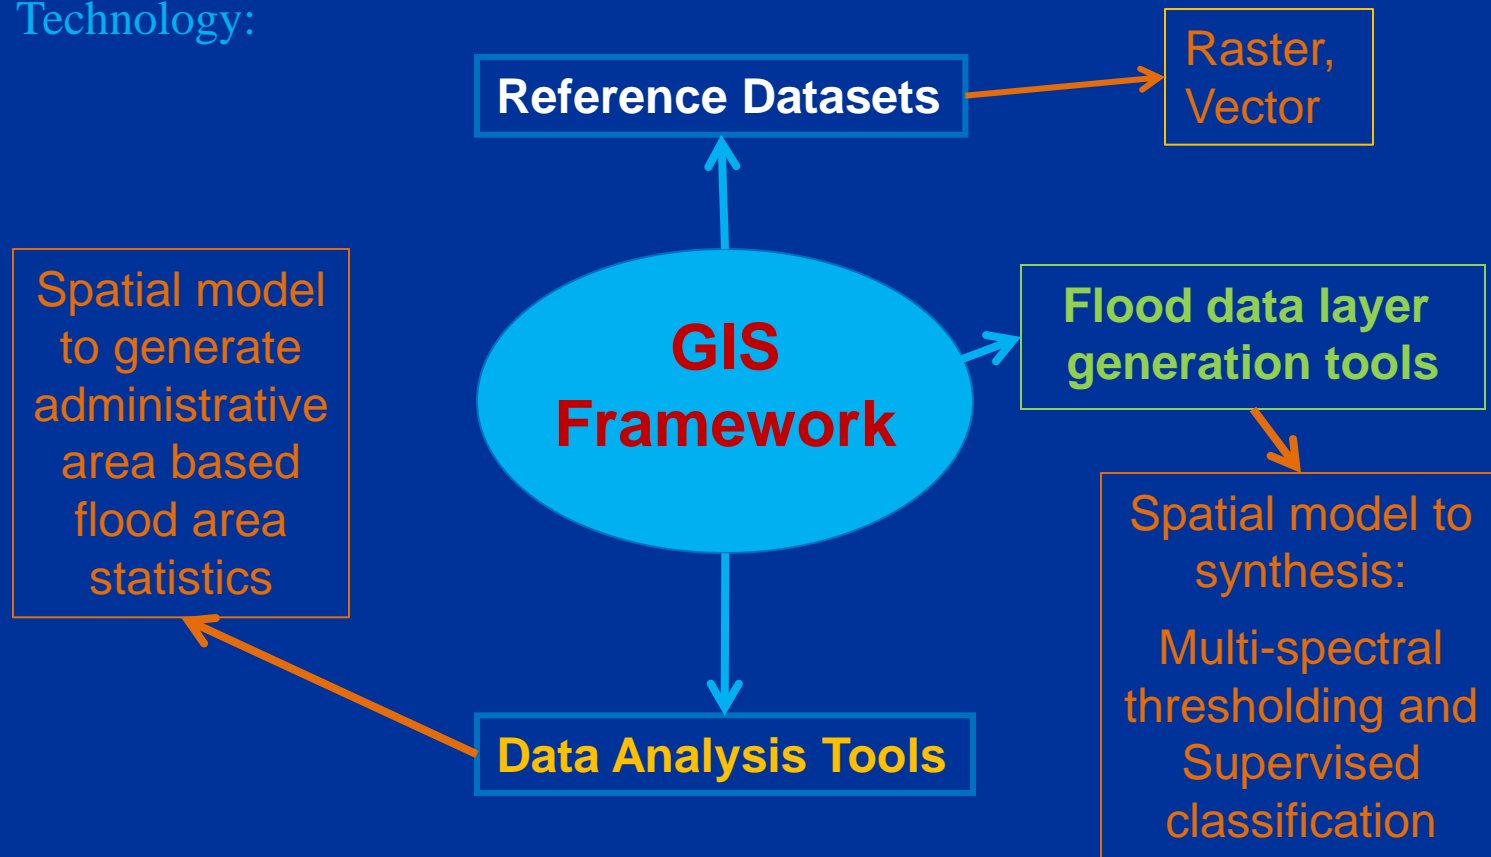 Technology:
Reference Datasets
Raster,
Vector
Spatial model
to generate
administrative
area based
flood area
statistics
GIS
Framework
Flood data layer
generation tools
Spatial model to
synthesis:
Multi-spectral
thresholding and
Supervised
classification
Data Analysis Tools